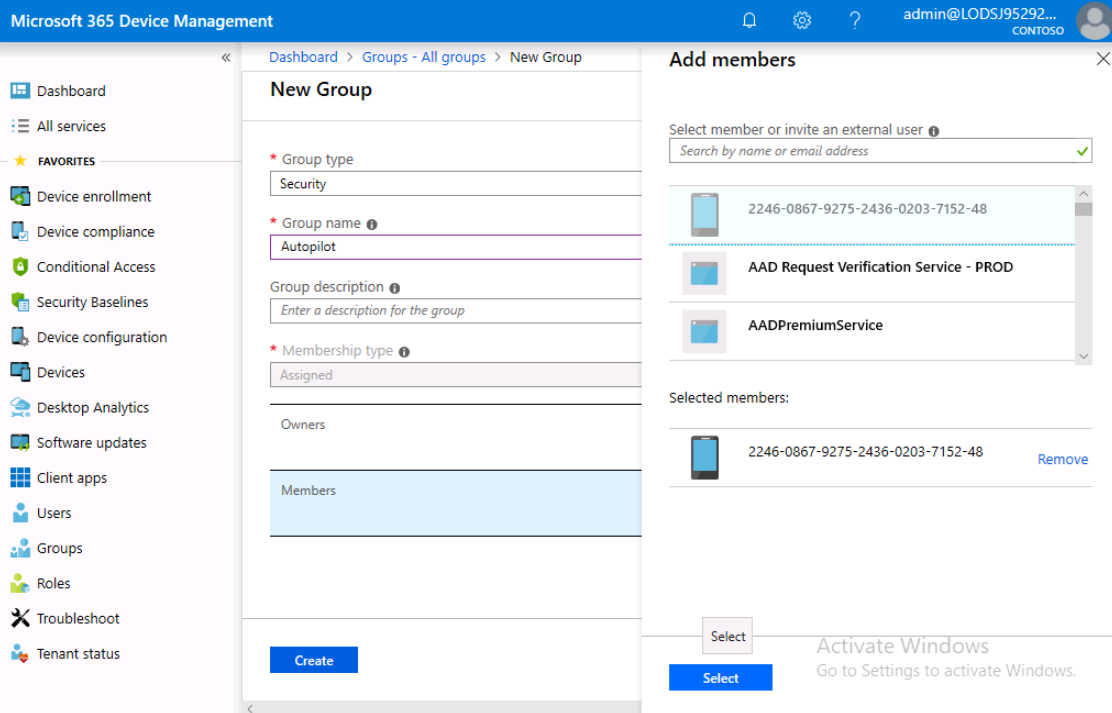 Microsoft 365 Device Management
admin@LODSJ95292...
CONTOSO
Dashboard
All services
FAVORITES
Device enrollment
Device compliance
Conditional Access
Security Baselines
Device configuration
Devices
Desktop Analytics
Software updates
Client apps
Users
Groups
Roles
Troubleshoot
Tenant status
Dashboard > Groups - All groups > New Group
New Group
* Group type
Security
* Group name
Autopilot
Group description
Enter a description for the group
* Membership type
Assigned
Owners
Members
Create
Add members
Select member or invite an external user
Search by name or email address
2246-0867-9275-2436-0203-7152-48
AAD Request Verification Service - PROD
AADPremiumService
Selected members:
2246-0867-9275-2436-0203-7152-48
Remove
Select
Select
Activate Windows
Go to Settings to activate Windows.